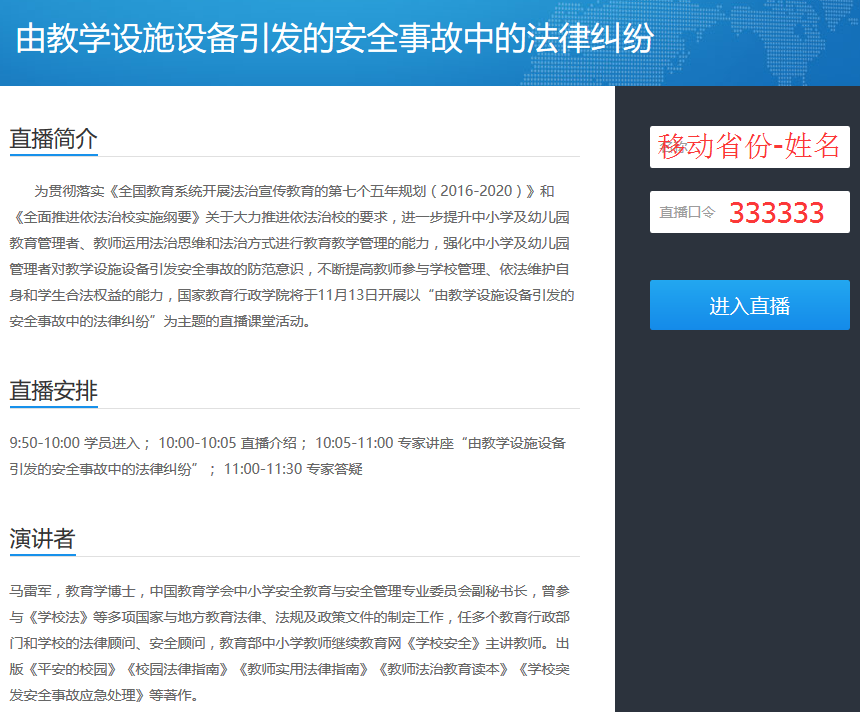 由教学设施设备引发的安全事故中的法律纠纷
直播简介
为贯彻落实《全国教育系统开展法治宣传教育的第七个五年规划（2016-2020）》和
《全面推进依法治校实施纲要》关于大力推进依法治校的要求，进一步提升中小学及幼儿园
教育管理者、教师运用法治思维和法治方式进行教育教学管理的能力，强化中小学及幼儿园
管理者对教学设施设备引发安全事故的防范意识，不断提高教师参与学校管理、依法维护自
身和学生合法权益的能力，国家教育行政学院将于11月13日开展以“由教学设施设备引发的
安全事故中的法律纠纷”为主题的直播课堂活动。
直播安排
9:50-10:00 学员进入； 10:00-10:05 直播介绍； 10:05-11:00 专家讲座“由教学设施设备
引发的安全事故中的法律纠纷”； 11:00-11:30 专家答疑
演讲者
马雷军，教育学博士，中国教育学会中小学安全教育与安全管理专业委员会副秘书长，曾参
与《学校法》等多项国家与地方教育法律、法规及政策文件的制定工作，任多个教育行政部
门和学校的法律顾问、安全顾问，教育部中小学教师继续教育网《学校安全》主讲教师。出
版《平安的校园》《校园法律指南》《教师实用法律指南》《教师法治教育读本》《学校突
发安全事故应急处理》等著作。
移动省份-姓名
直播口令 333333
进入直播